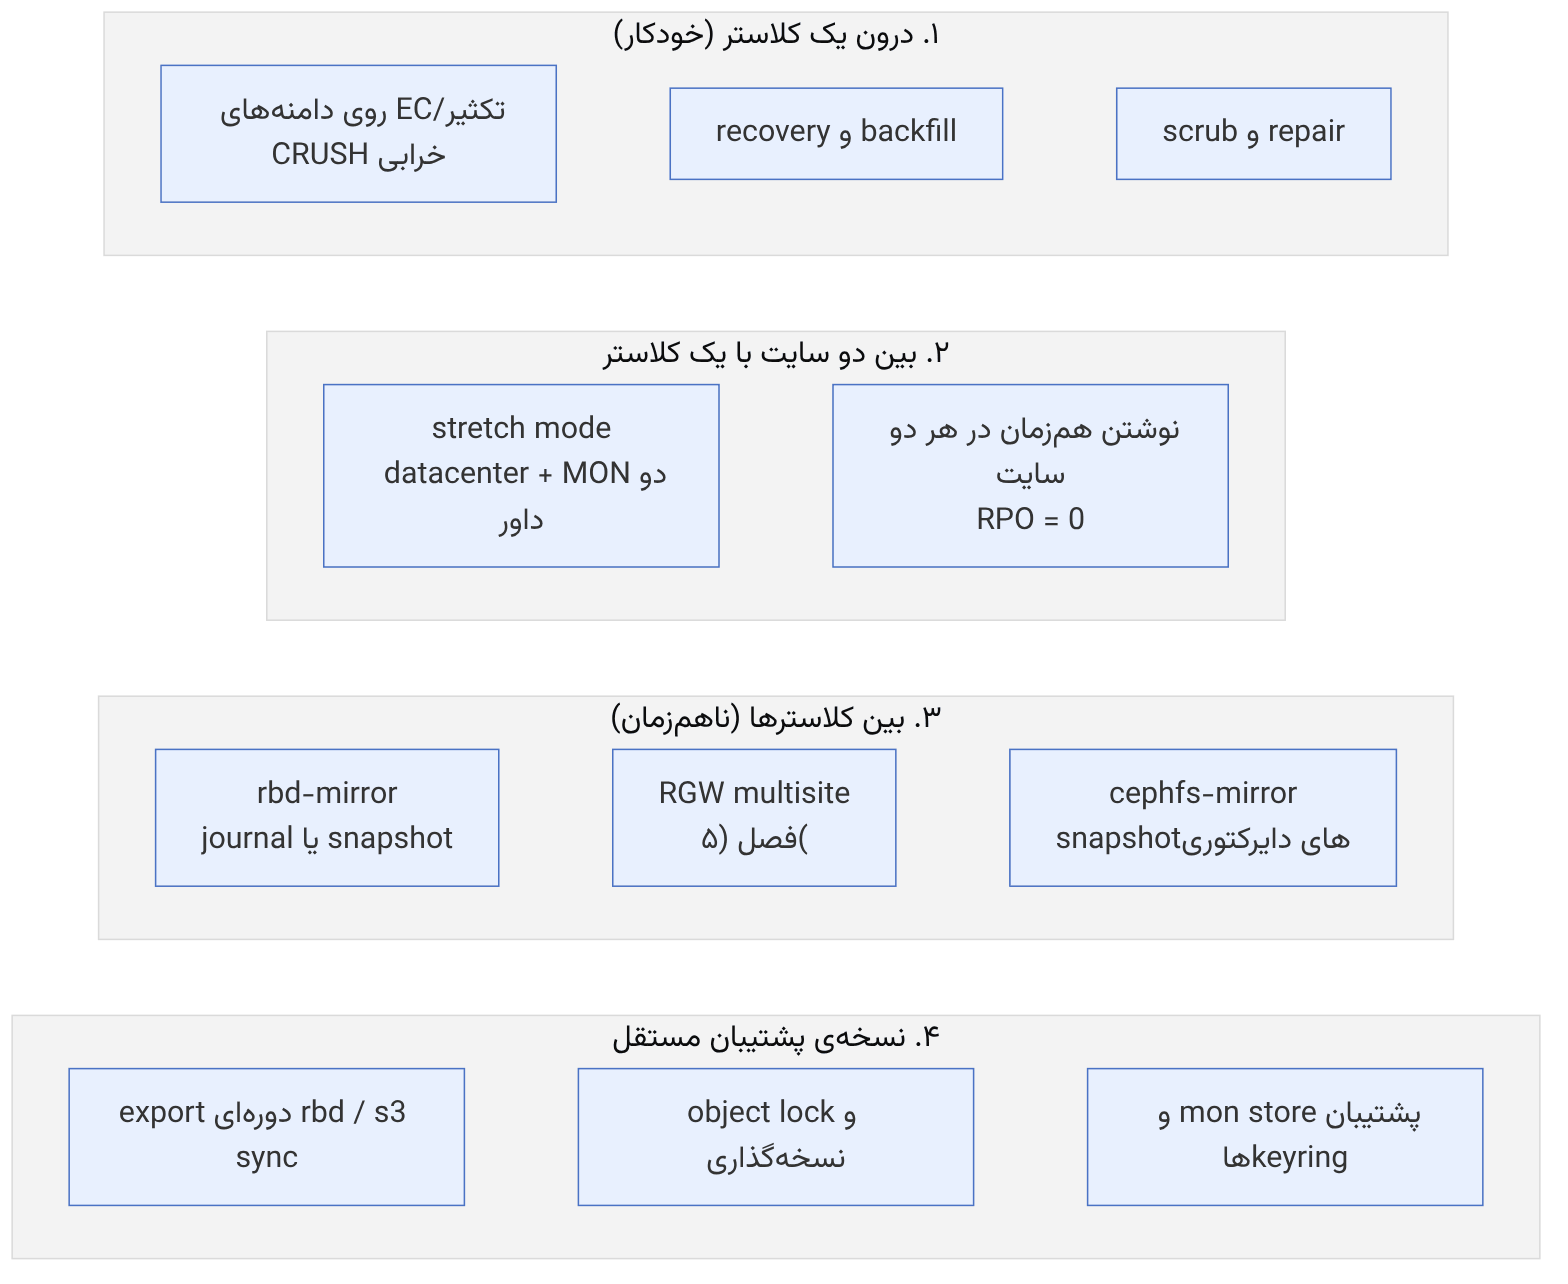 ۱. درون یک کلاستر (خودکار)
تکثیر/EC روی دامنه‌های
خرابی CRUSH
recovery و backfill
scrub و repair
۲. بین دو سایت با یک کلاستر
stretch mode
دو datacenter + MON
داور
نوشتن هم‌زمان در هر دو
سایت
RPO = 0
۳. بین کلاسترها (ناهم‌زمان)
rbd-mirror
journal یا snapshot
RGW multisite
(فصل ۵)
cephfs-mirror
snapshotهای دایرکتوری
۴. نسخه‌ی پشتیبان مستقل
export دوره‌ای rbd / s3
sync
object lock و
نسخه‌گذاری
پشتیبان mon store و
keyringها